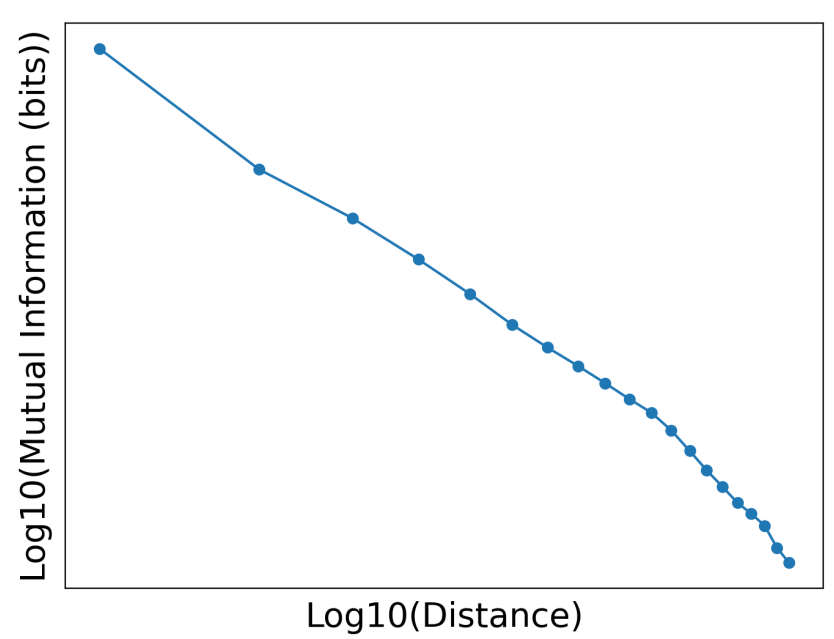 Log10(Mutual Information (bits))
Log10(Distance)